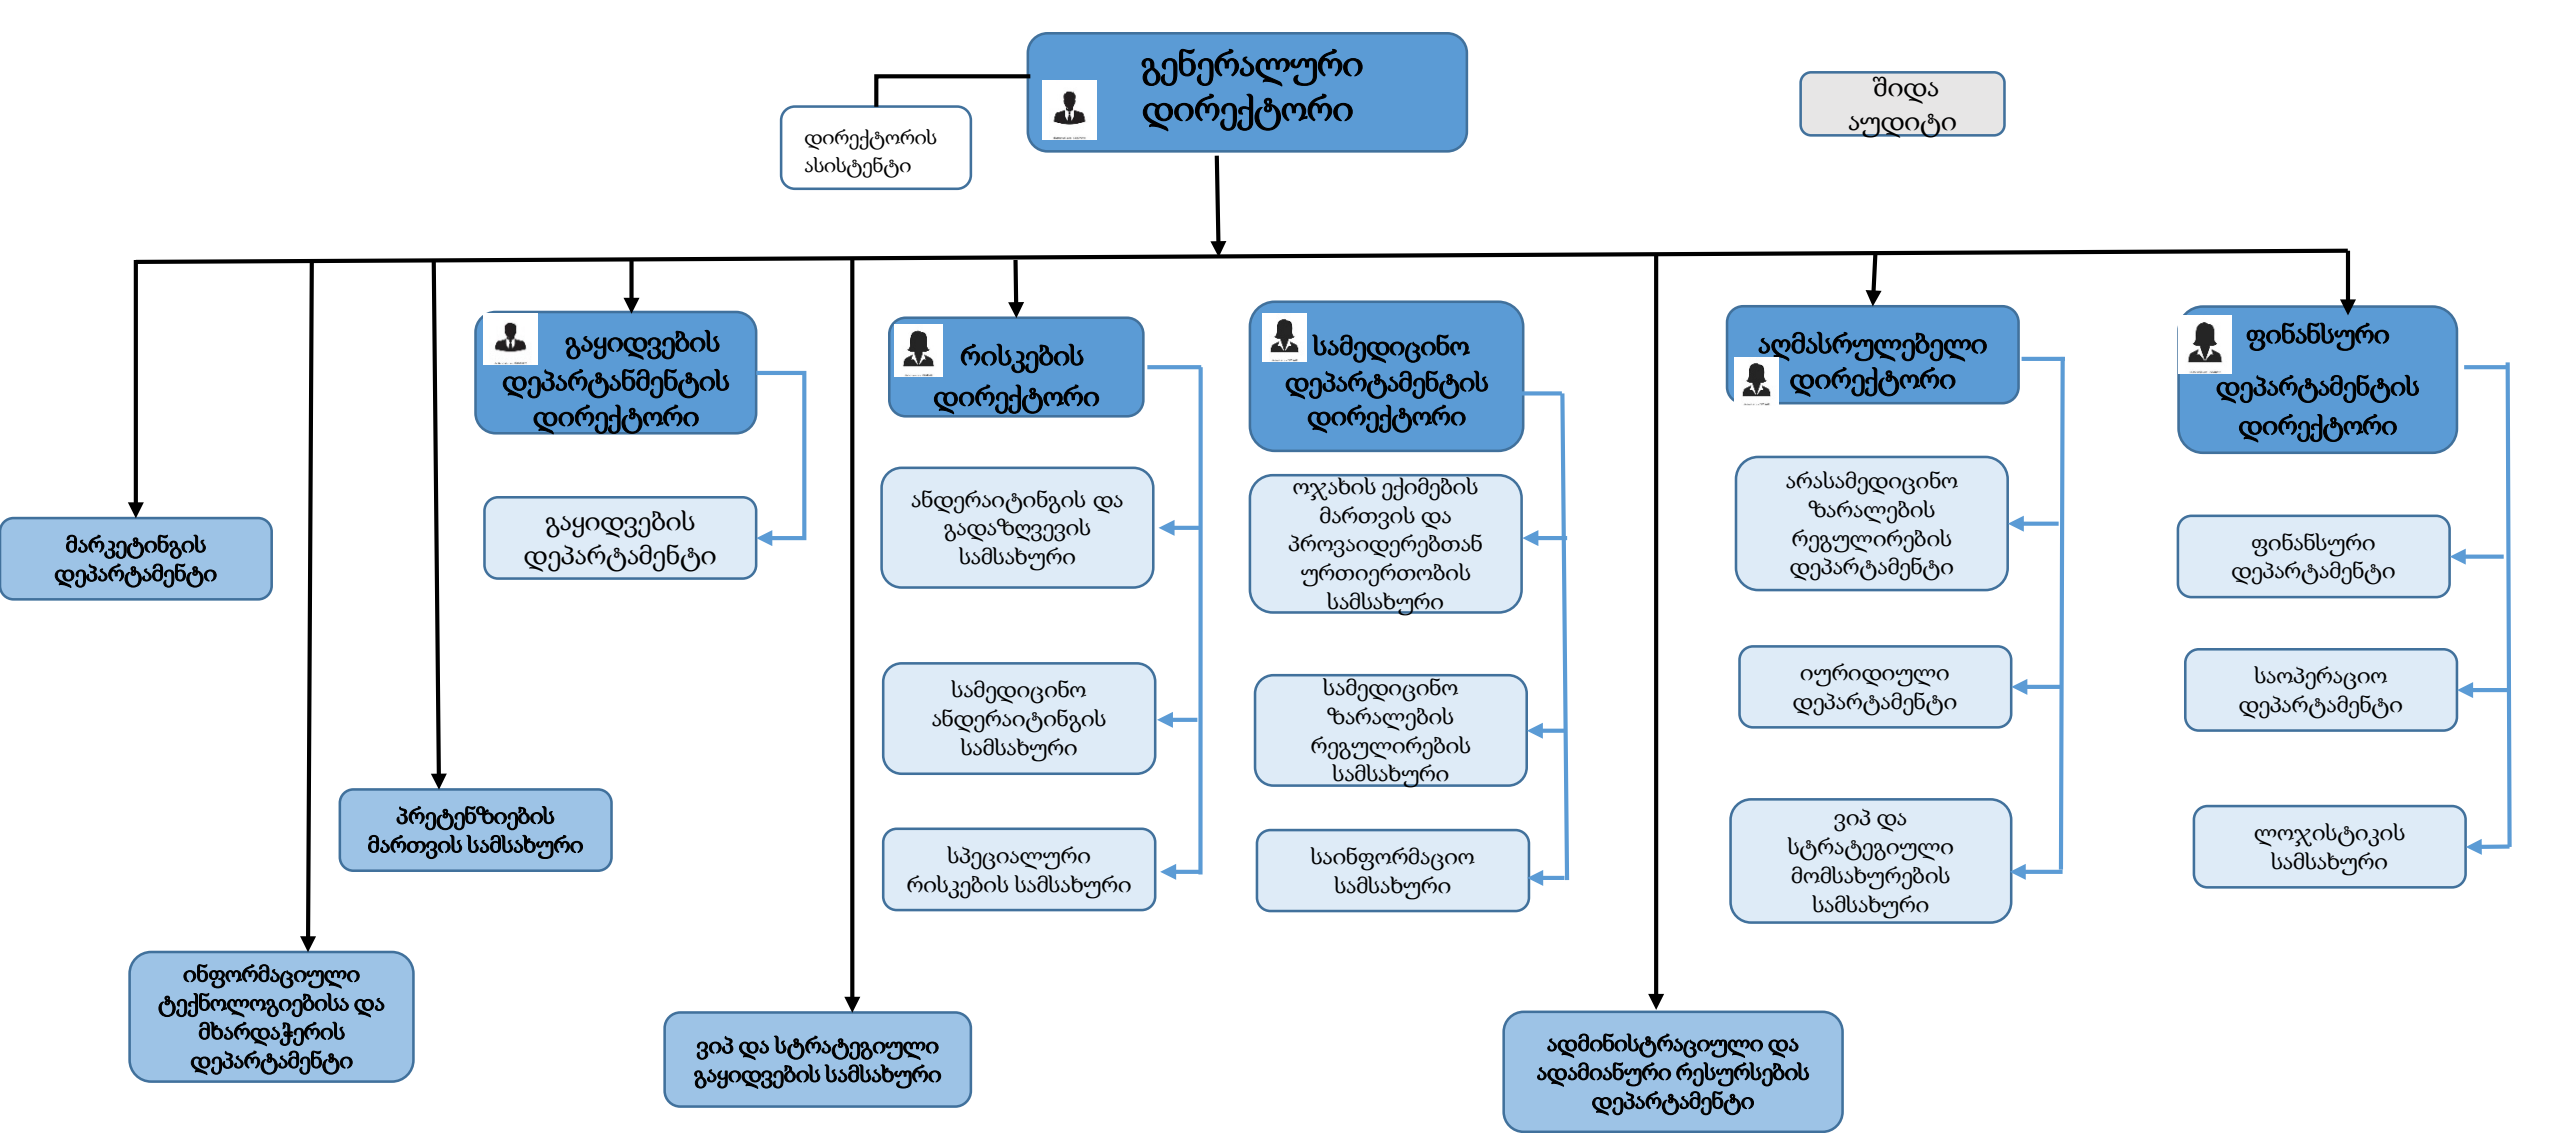 გენერალური
დირექტორი
შიდა
აუდიტი
დირექტორის
ასისტენტი
გაყიდვების
დეპარტანმენტის
დირექტორი
რისკების
დირექტორი
სამედიცინო
დეპარტამენტის
დირექტორი
აღმასრულებელი
დირექტორი
ფინანსური
დეპარტამენტის
დირექტორი
მარკეტინგის
დეპარტამენტი
გაყიდვების
დეპარტამენტი
ანდერაიტინგის და
გადაზღვევის
სამსახური
ოჯახის ექიმების
მართვის და
პროვაიდერებთან
ურთიერთობის
სამსახური
არასამედიცინო
ზარალების
რეგულირების
დეპარტამენტი
ფინანსური
დეპარტამენტი
სამედიცინო
ანდერაიტინგის
სამსახური
სამედიცინო
ზარალების
რეგულირების
სამსახური
იურიდიული
დეპარტამენტი
საოპერაციო
დეპარტამენტი
პრეტენზიების
მართვის სამსახური
სპეციალური
რისკების სამსახური
საინფორმაციო
სამსახური
ვიპ და
სტრატეგიული
მომსახურების
სამსახური
ლოჯისტიკის
სამსახური
ინფორმაციული
ტექნოლოგიებისა და
მხარდაჭერის
დეპარტამენტი
ვიპ და სტრატეგიული
გაყიდვების სამსახური
ადმინისტრაციული და
ადამიანური რესურსების
დეპარტამენტი